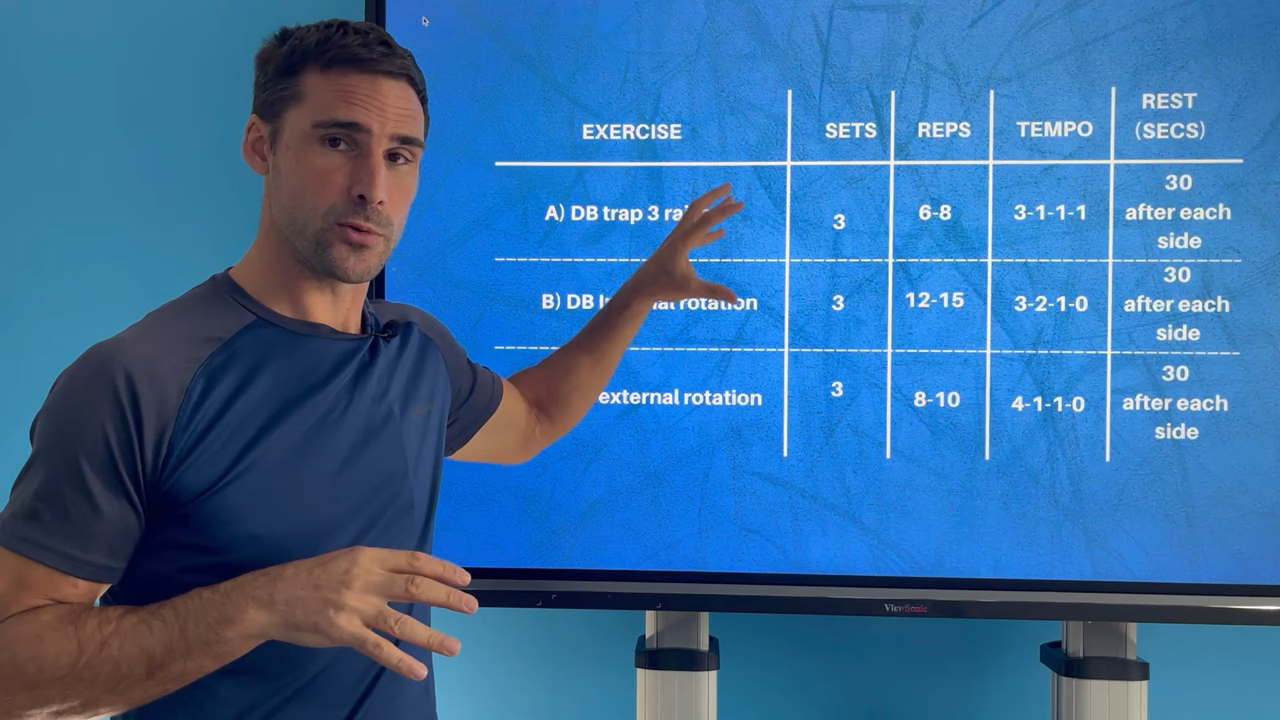 EXERCISE SETS REPS TEMPO REST (SECS)
A) DB trap 3 3 6-8 3-1-1-1 30 after each side
B) DB rotation 3 12-15 3-2-1-0 30 after each side
external rotation 3 8-10 4-1-1-0 30 after each side
ViewSonic